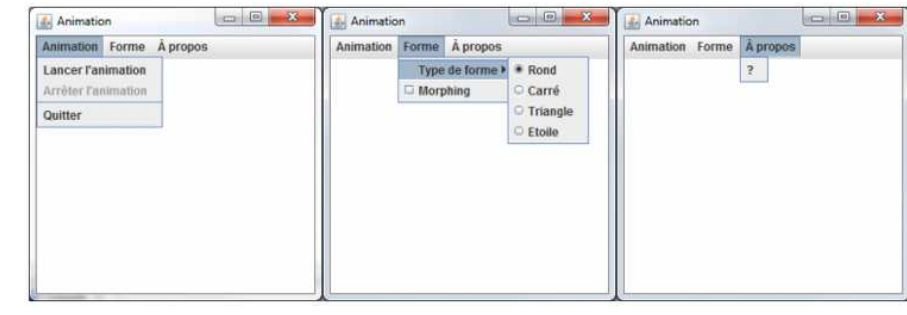 Animation
Animation Forme À propos
Lancer l'animation
Arrêter l'animation
Quitter
Animation
Animation Forme À propos
Type de forme
Rond
Morphing
Carré
Triangle
Etoile
Animation
Animation Forme À propos
?